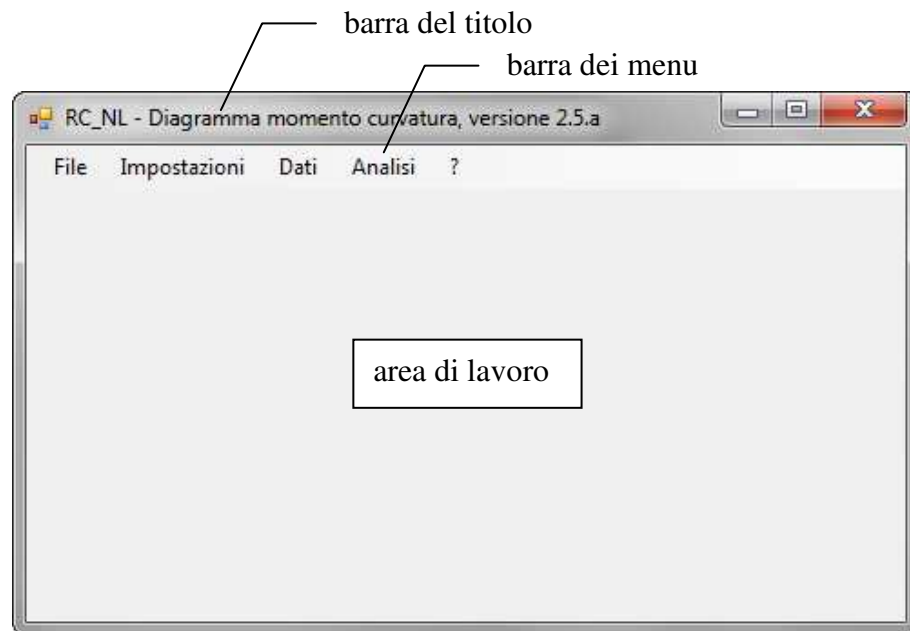 barra del titolo
barra dei menu
RC_NL - Diagramma momento curvatura, versione 2.5.a
File Impostazioni Dati Analisi ?
area di lavoro